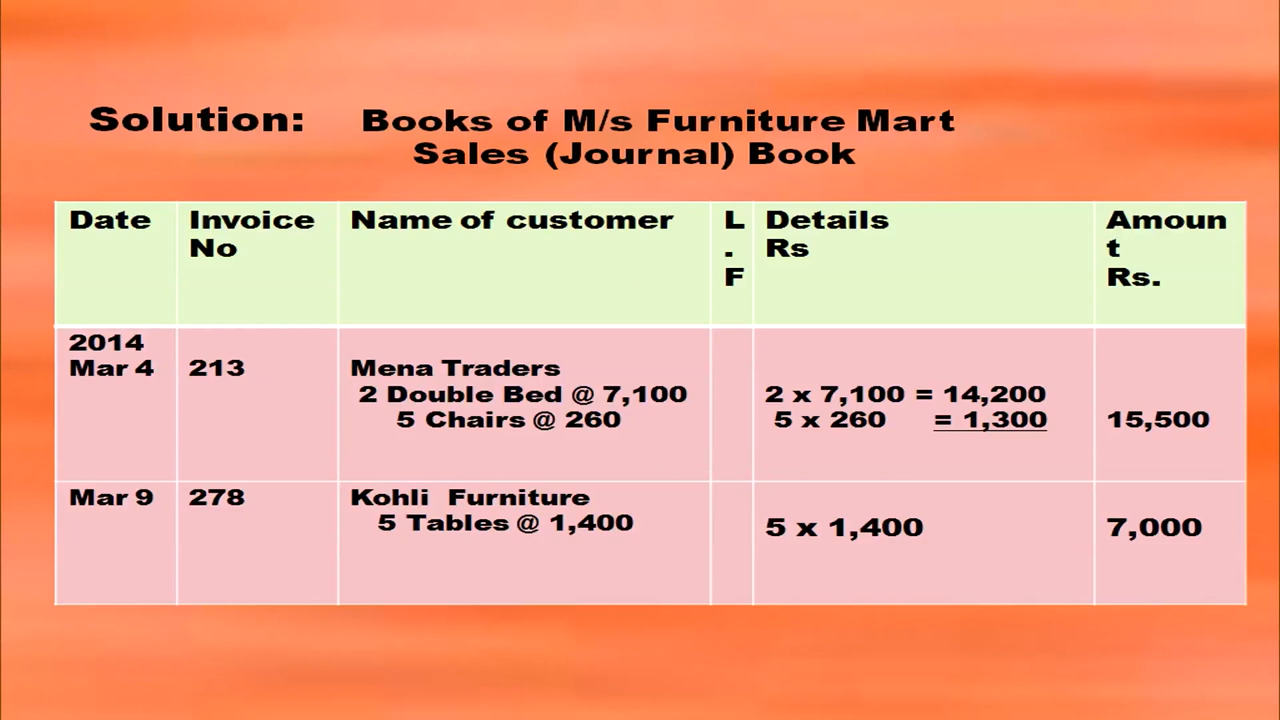 Solution: Books of M/s Furniture Mart
Sales (Journal) Book
Date Invoice No Name of customer L.F Details Rs Amount Rs.
2014
Mar 4 213 Mena Traders
2 Double Bed @ 7,100 2 x 7,100 = 14,200
5 Chairs @ 260 5 x 260 = 1,300 15,500
Mar 9 278 Kohli Furniture
5 Tables @ 1,400 5 x 1,400 7,000